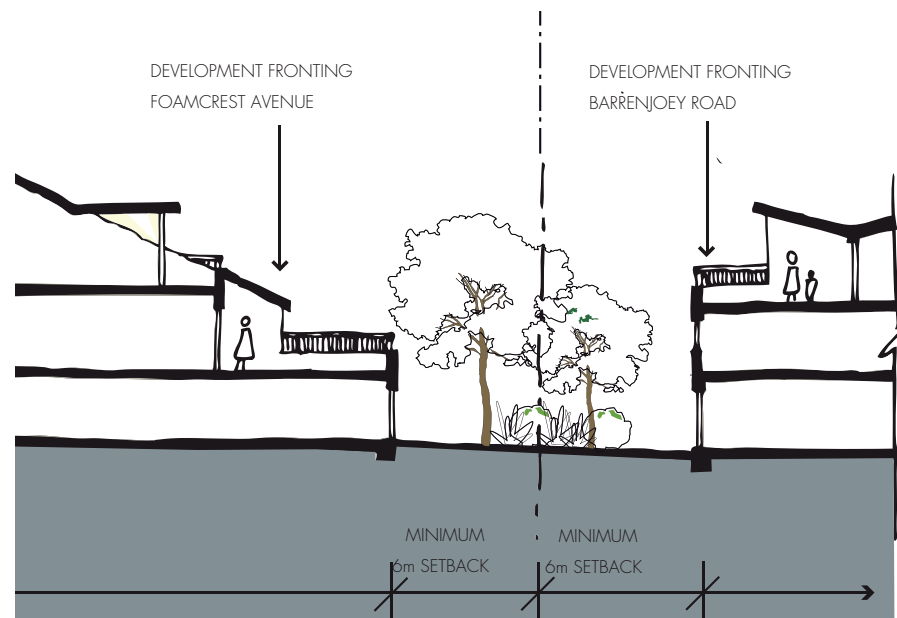 DEVELOPMENT FRONTING
FOAMCREST AVENUE
DEVELOPMENT FRONTING
BARRENJOEY ROAD
MINIMUM
6m SETBACK
MINIMUM
6m SETBACK